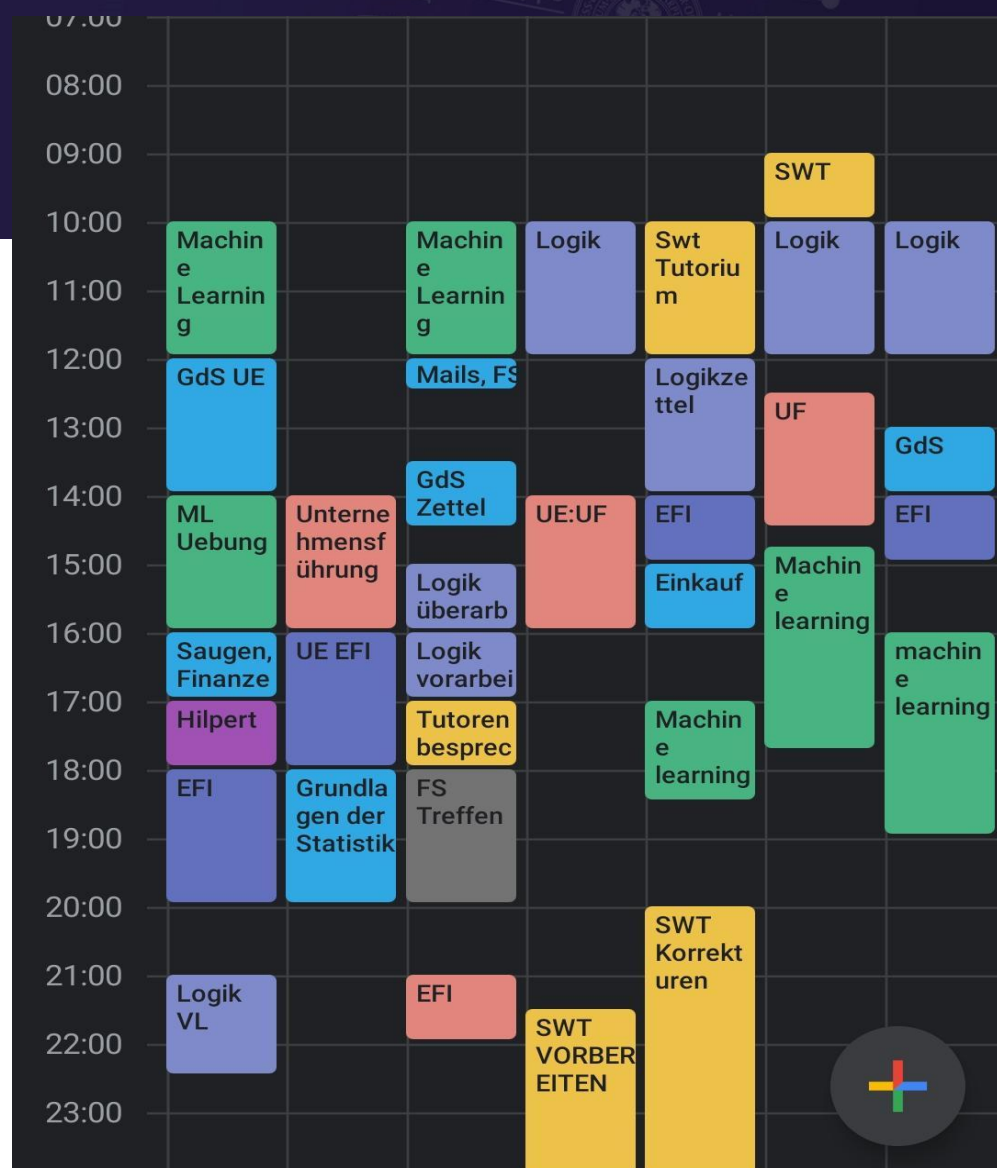 07:00
08:00
09:00
10:00
11:00
12:00
13:00
14:00
15:00
16:00
17:00
18:00
19:00
20:00
21:00
22:00
23:00
Machin
e
Learnin
g
GdS UE
ML
Uebung
Saugen,
Finanze
Hilpert
EFI
Logik
VL
Unterne
hmensf
ührung
UE EFI
Grundla
gen der
Statistik
Machin
e
Learnin
g
Mails, FS
GdS
Zettel
Logik
überarb
Logik
vorarbei
Tutoren
besprec
FS
Treffen
EFI
Logik
UE:UF
SWT
VORBER
EITEN
Swt
Tutoriu
m
Logikze
ttel
EFI
Einkauf
Machin
e
learning
SWT
Korrekt
uren
SWT
Logik
UF
Machin
e
learning
Logik
GdS
EFI
machin
e
learning